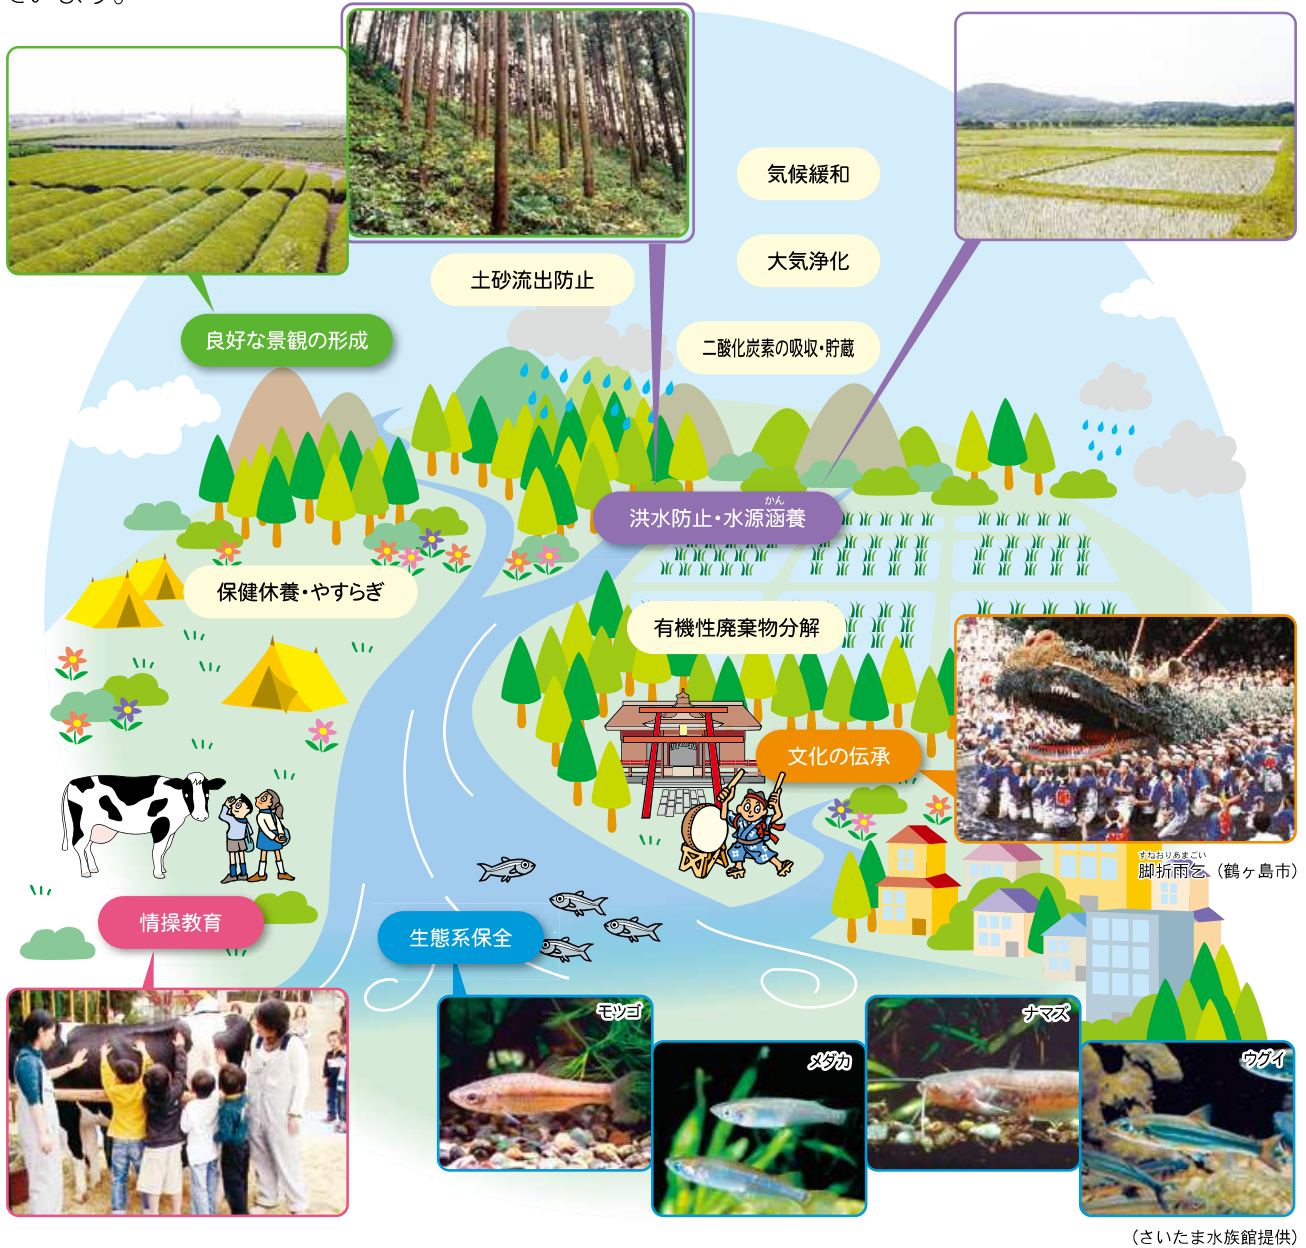 気候緩和
大気浄化
土砂流出防止
良好な景観の形成
二酸化炭素の吸収・貯蔵
かん
洪水防止・水源涵養
保健休養・やすらぎ
有機性廃棄物分解
文化の伝承
すねおりあまごい
脚折雨乞(鶴ヶ島市)
情操教育
生態系保全
モツゴ
メダカ
ナマズ
ウグイ
(さいたま水族館提供)